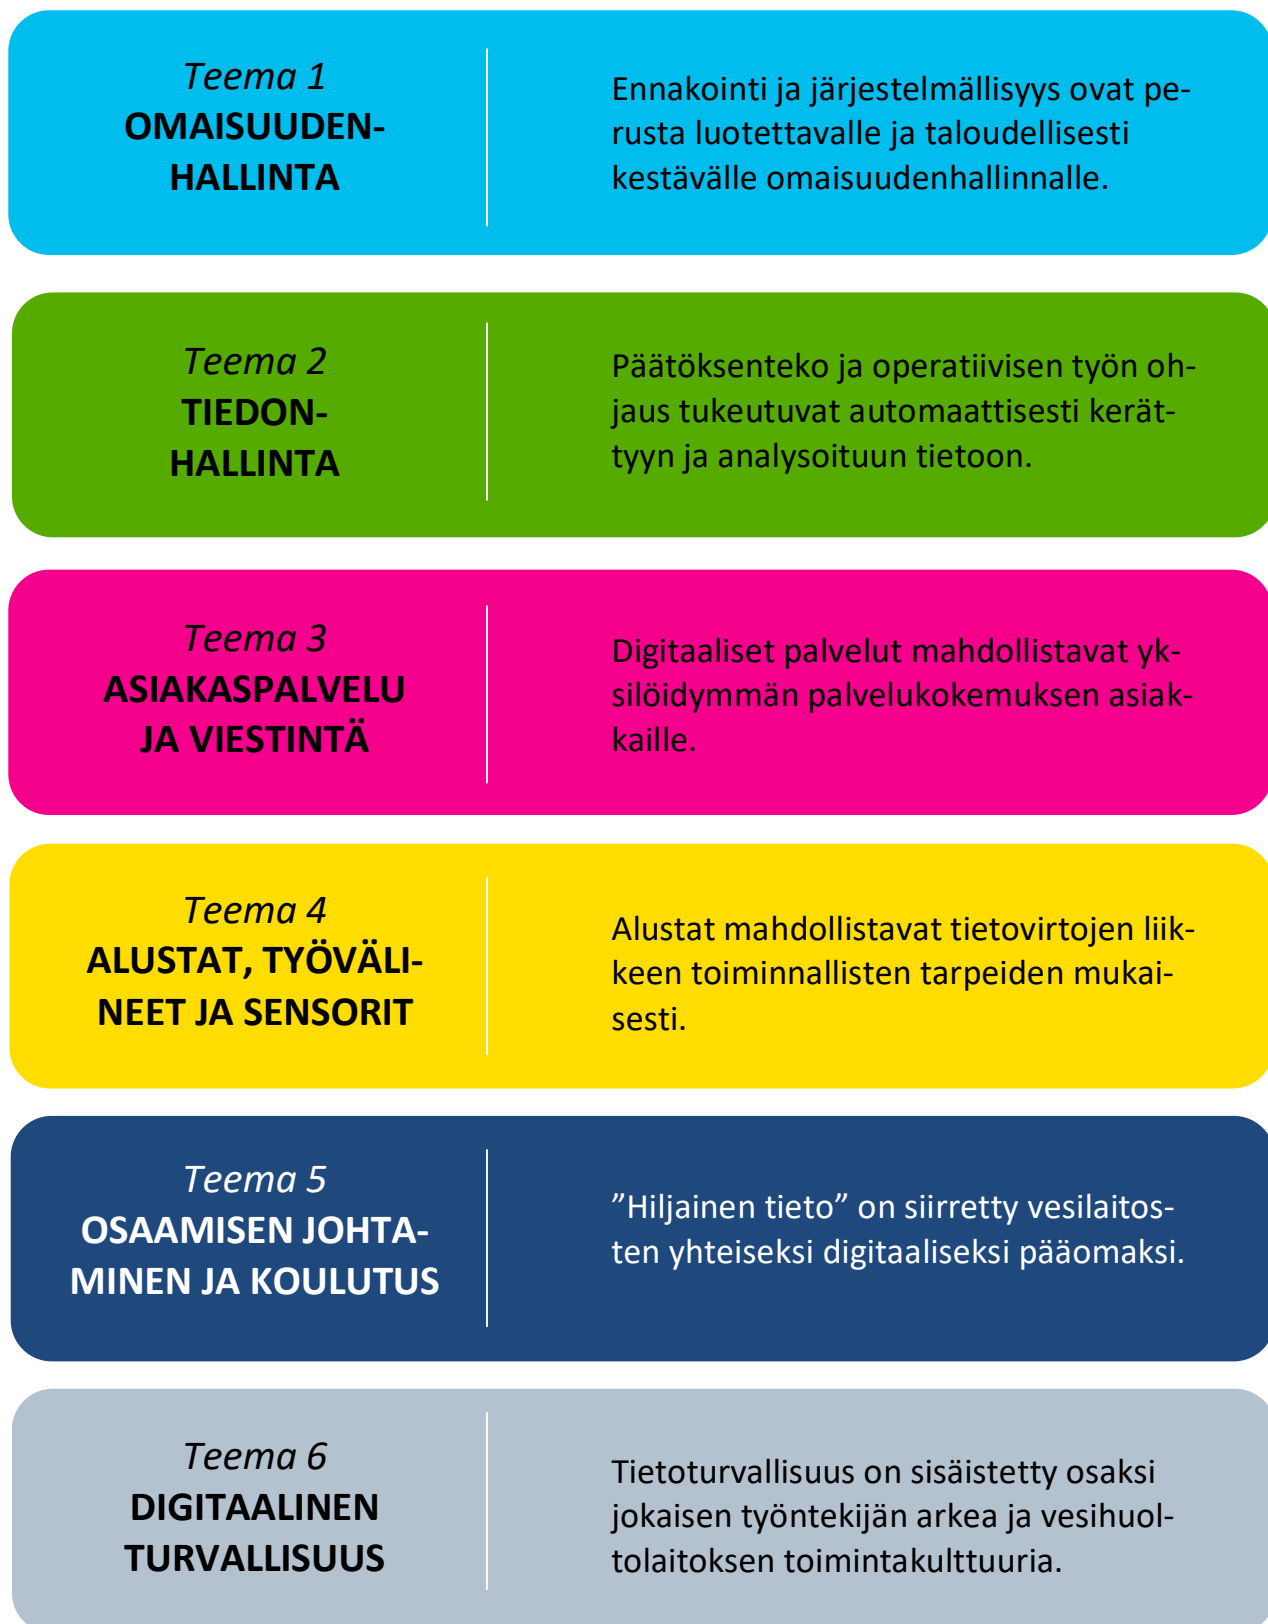 Teema 1
OMAISUUDEN-
HALLINTA
Ennakointi ja järjestelmällisyys ovat pe-
rusta luotettavalle ja taloudellisesti
kestävälle omaisuudenhallinnalle.
Teema 2
TIEDON-
HALLINTA
Päätöksenteko ja operatiivisen työn oh-
jaus tukeutuvat automaattisesti kerät-
tyyn ja analysoituun tietoon.
Teema 3
ASIAKASPALVELU
JA VIESTINTÄ
Digitaaliset palvelut mahdollistavat yk-
silöidymmän palvelukokemuksen asiak-
kaille.
Teema 4
ALUSTAT, TYÖVÄLI-
NEET JA SENSORIT
Alustat mahdollistavat tietovirtojen liik-
keen toiminnallisten tarpeiden mukai-
sesti.
Teema 5
OSAAMISEN JOHTA-
MINEN JA KOULUTUS
”Hiljainen tieto” on siirretty vesilaitos-
ten yhteiseksi digitaaliseksi pääomaksi.
Teema 6
DIGITAALINEN
TURVALLISUUS
Tietoturvallisuus on sisäistetty osaksi
jokaisen työntekijän arkea ja vesihuol-
tolaitoksen toimintakulttuuria.